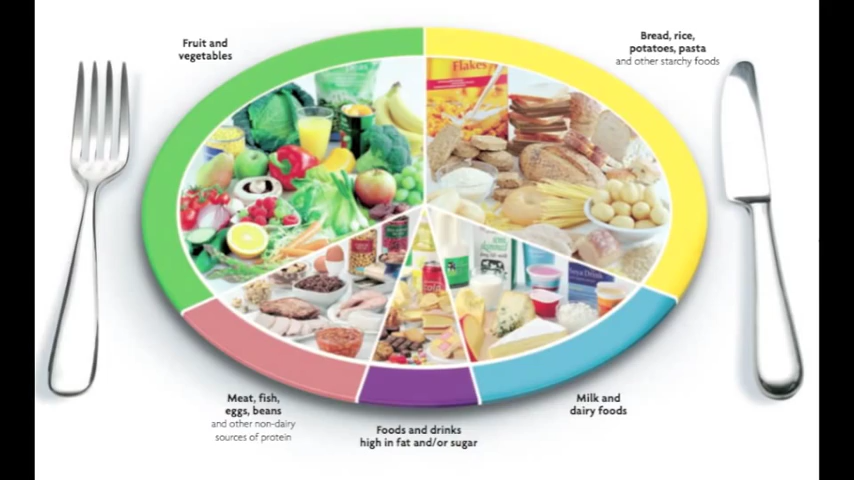 Fruit and
vegetables
Bread, rice,
potatoes, pasta
and other starchy foods
Flakes
Meat, fish,
eggs, beans
and other non-dairy
sources of protein
Foods and drinks
high in fat and/or sugar
Milk and
dairy foods